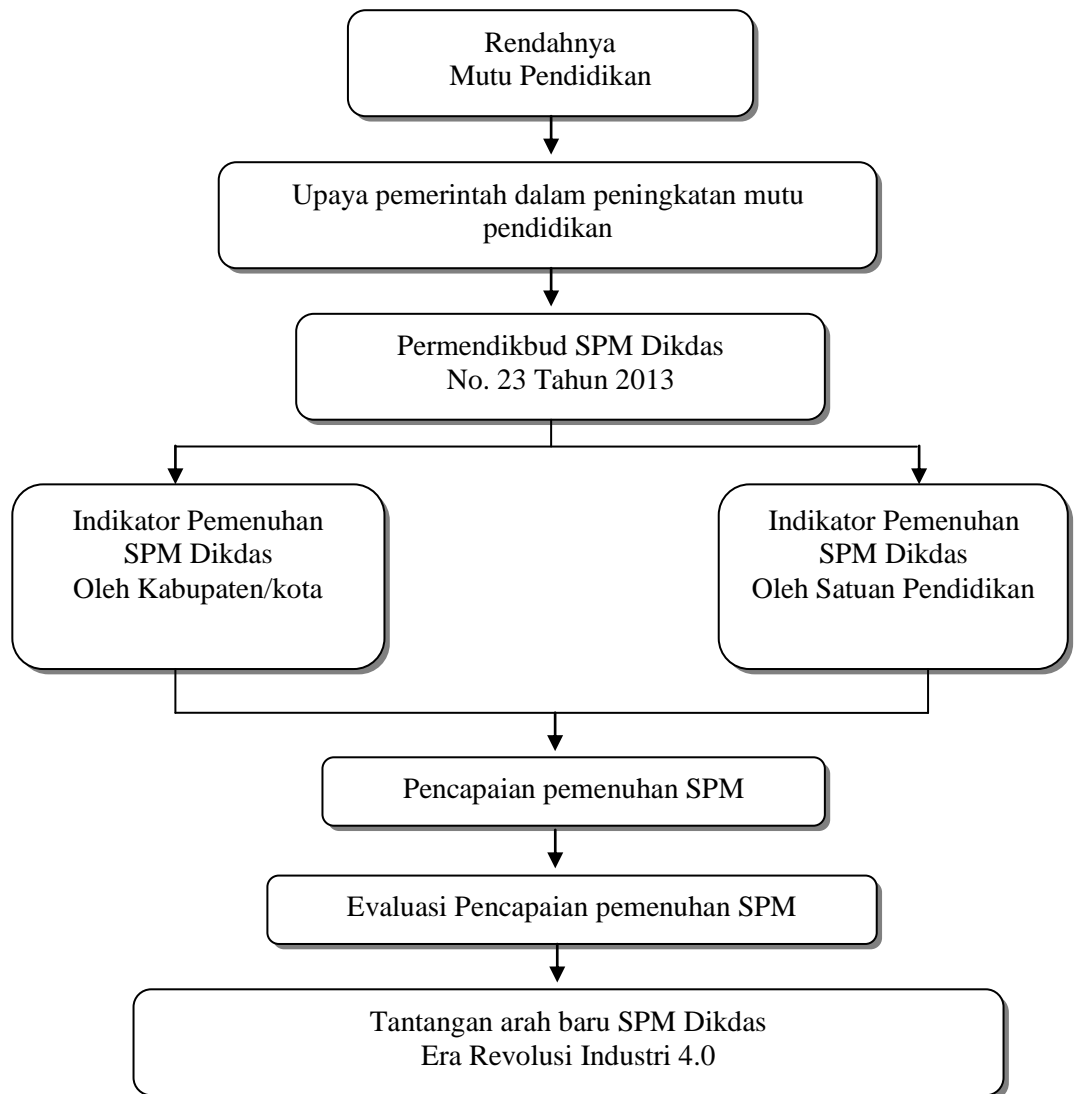 Rendahnya
Mutu Pendidikan
Upaya pemerintah dalam peningkatan mutu
pendidikan
Permendikbud SPM Dikdas
No. 23 Tahun 2013
Indikator Pemenuhan
SPM Dikdas
Oleh Kabupaten/kota
Indikator Pemenuhan
SPM Dikdas
Oleh Satuan Pendidikan
Pencapaian pemenuhan SPM
Evaluasi Pencapaian pemenuhan SPM
Tantangan arah baru SPM Dikdas
Era Revolusi Industri 4.0